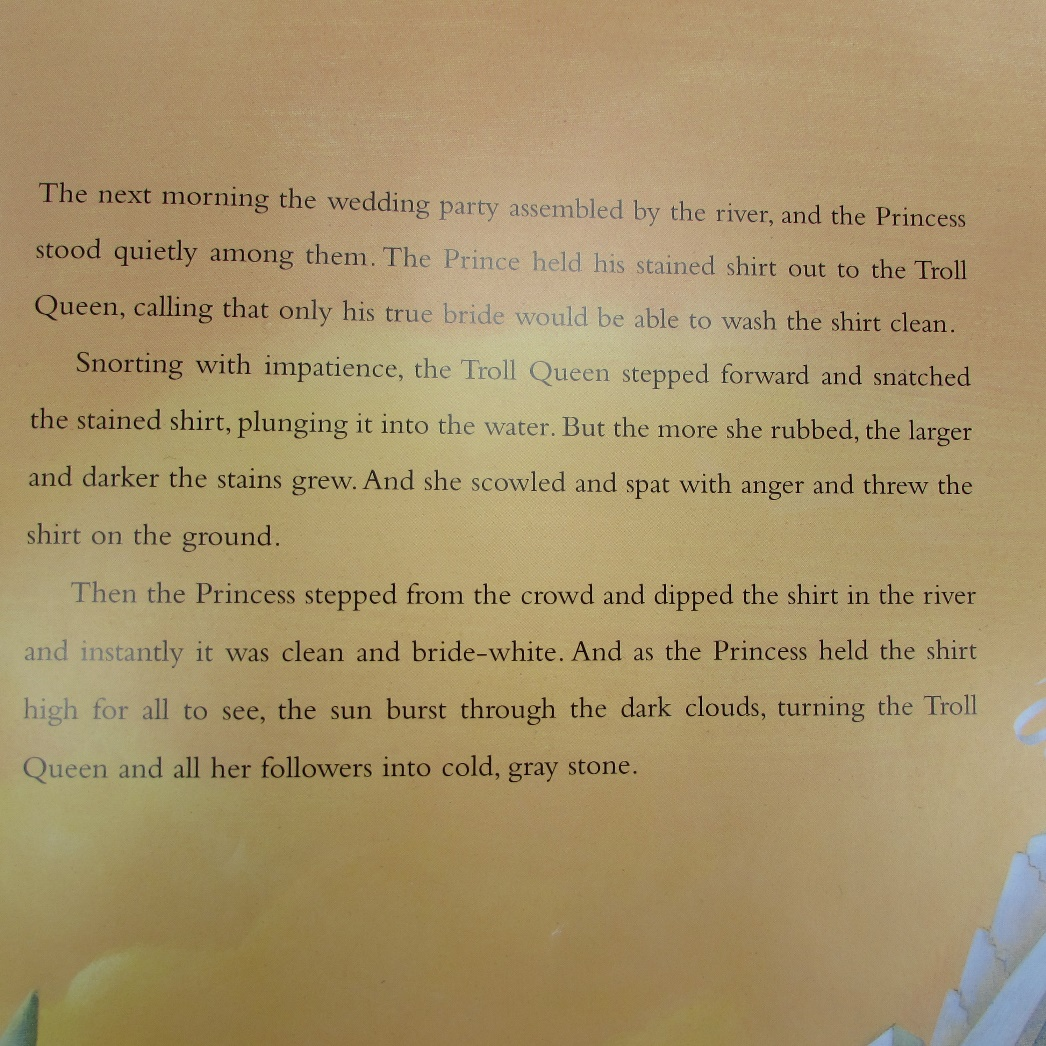 The next morning the wedding party assembled by the river, and the Princess
stood quietly among them. The Prince held his stained shirt out to the Troll
Queen, calling that only his true bride would be able to wash the shirt clean.
Snorting with impatience, the Troll Queen stepped forward and snatched
the stained shirt, plunging it into the water. But the more she rubbed, the larger
and darker the stains grew. And she scowled and spat with anger and threw the
shirt on the ground.
Then the Princess stepped from the crowd and dipped the shirt in the river
and instantly it was clean and bride-white. And as the Princess held the shirt
high for all to see, the sun burst through the dark clouds, turning the Troll
Queen and all her followers into cold, gray stone.